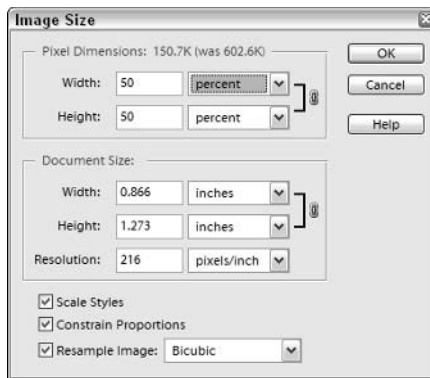 Image Size
Pixel Dimensions: 150.7K (was 602.6K)
Width: 50 percent
Height: 50 percent
OK
Cancel
Help
Document Size:
Width: 0.866 inches
Height: 1.273 inches
Resolution: 216 pixels/inch
Scale Styles
Constrain Proportions
Resample Image: Bicubic